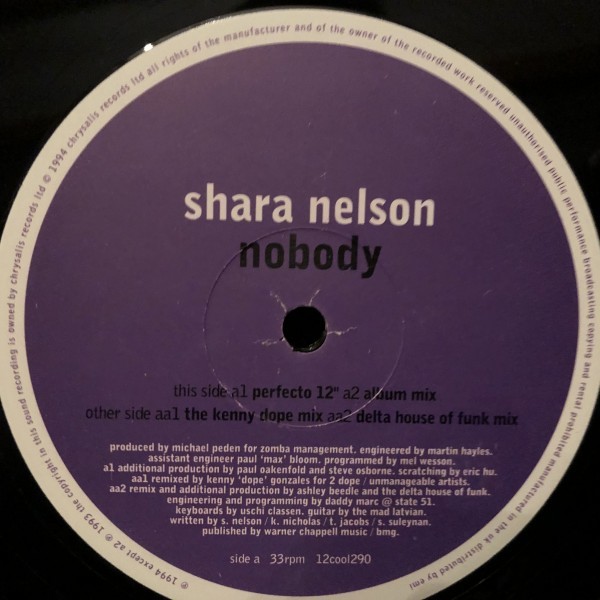 shara nelson
nobody
this side a1 perfecto 12" a2 album mix
other side aa1 the kenny dope mix aa2 delta house of funk mix
produced by michael peden for zomba management. engineered by martin hayles.
assistant engineer paul 'max' bloom. programmed by mel wesson.
a1 additional production by paul oakenfold and steve osborne. scratching by eric hu.
aa1 remixed by kenny 'dope' gonzales for 2 dope / unmanageable artists.
aa2 remix and additional production by ashley beedle and the delta house of funk.
engineering and programming by daddy marc @ state 51.
keyboards by uschi classen. guitar by the mad latvian.
written by s. nelson / k. nicholas / t. jacobs / s. suleynan.
published by warner chappell music / bmg.
side a 33rpm 12cool290
℗ 1994 except a2 ℗ 1993 the copyright in this sound recording is owned by chrysalis records ltd © 1994 chrysalis records ltd all rights of the manufacturer and of the owner of the recorded work reserved unauthorised public performance broadcasting copying and rental prohibited manufactured in the uk distributed by emi